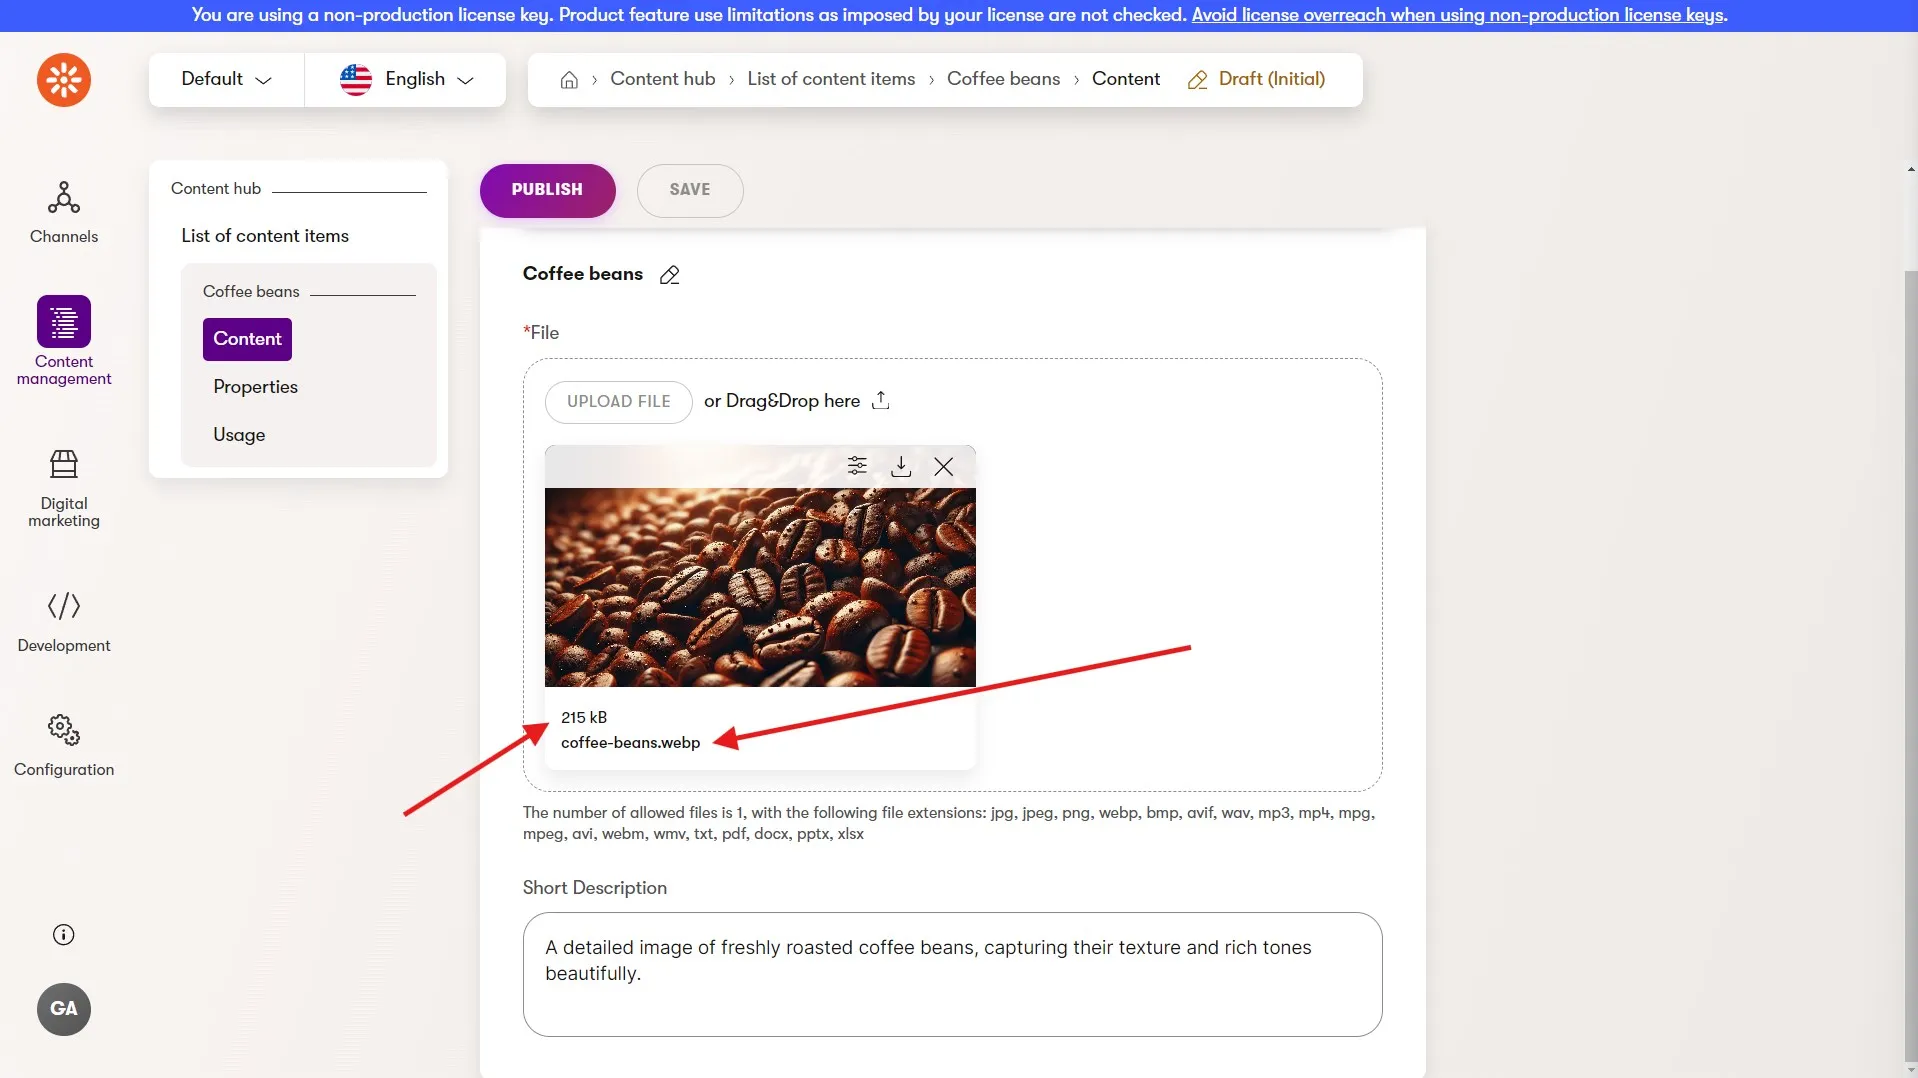 You are using a non-production license key. Product feature use limitations as imposed by your license are not checked. Avoid license overreach when using non-production license keys.
Default
English
Content hub › List of content items › Coffee beans › Content
Draft (Initial)
Channels
Content
management
Digital
marketing
Development
Configuration
GA
Content hub
List of content items
Coffee beans
Content
Properties
Usage
PUBLISH
SAVE
Coffee beans
*File
UPLOAD FILE or Drag&Drop here
215 kB
coffee-beans.webp
The number of allowed files is 1, with the following file extensions: jpg, jpeg, png, webp, bmp, avif, wav, mp3, mp4, mpg,
mpeg, avi, webm, wmv, txt, pdf, docx, pptx, xlsx
Short Description
A detailed image of freshly roasted coffee beans, capturing their texture and rich tones
beautifully.